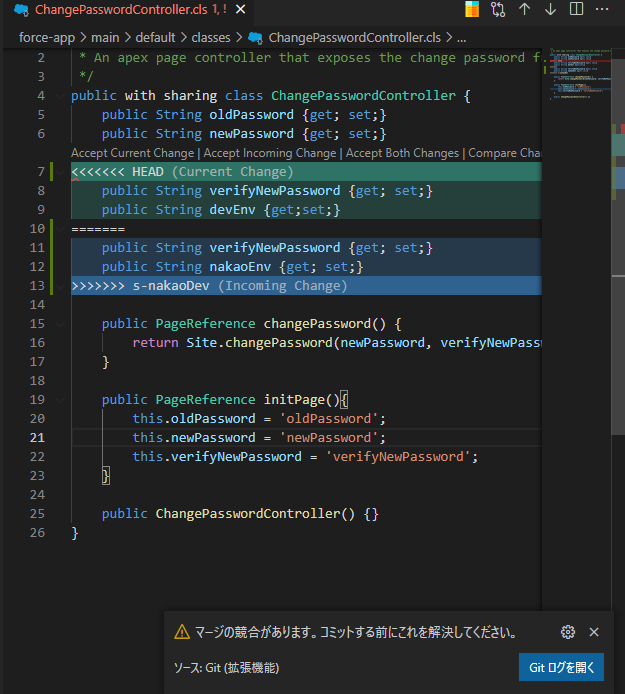 ChangePasswordController.cls 1, !
force-app > main > default > classes > ChangePasswordController.cls > ...
2 * An apex page controller that exposes the change password f
3 */
4 public with sharing class ChangePasswordController {
5 public String oldPassword {get; set;}
6 public String newPassword {get; set;}
Accept Current Change | Accept Incoming Change | Accept Both Changes | Compare Cha
7 <<<<<<< HEAD (Current Change)
8 public String verifyNewPassword {get; set;}
9 public String devEnv {get;set;}
10 =======
11 public String verifyNewPassword {get; set;}
12 public String nakaoEnv {get; set;}
13 >>>>>>> s-nakaoDev (Incoming Change)
14
15 public PageReference changePassword() {
16 return Site.changePassword(newPassword, verifyNewPassw
17 }
18
19 public PageReference initPage(){
20 this.oldPassword = 'oldPassword';
21 this.newPassword = 'newPassword';
22 this.verifyNewPassword = 'verifyNewPassword';
23 }
24
25 public ChangePasswordController() {}
26 }
マージの競合があります。コミットする前にこれを解決してください。
ソース: Git (拡張機能)
Git ログを開く